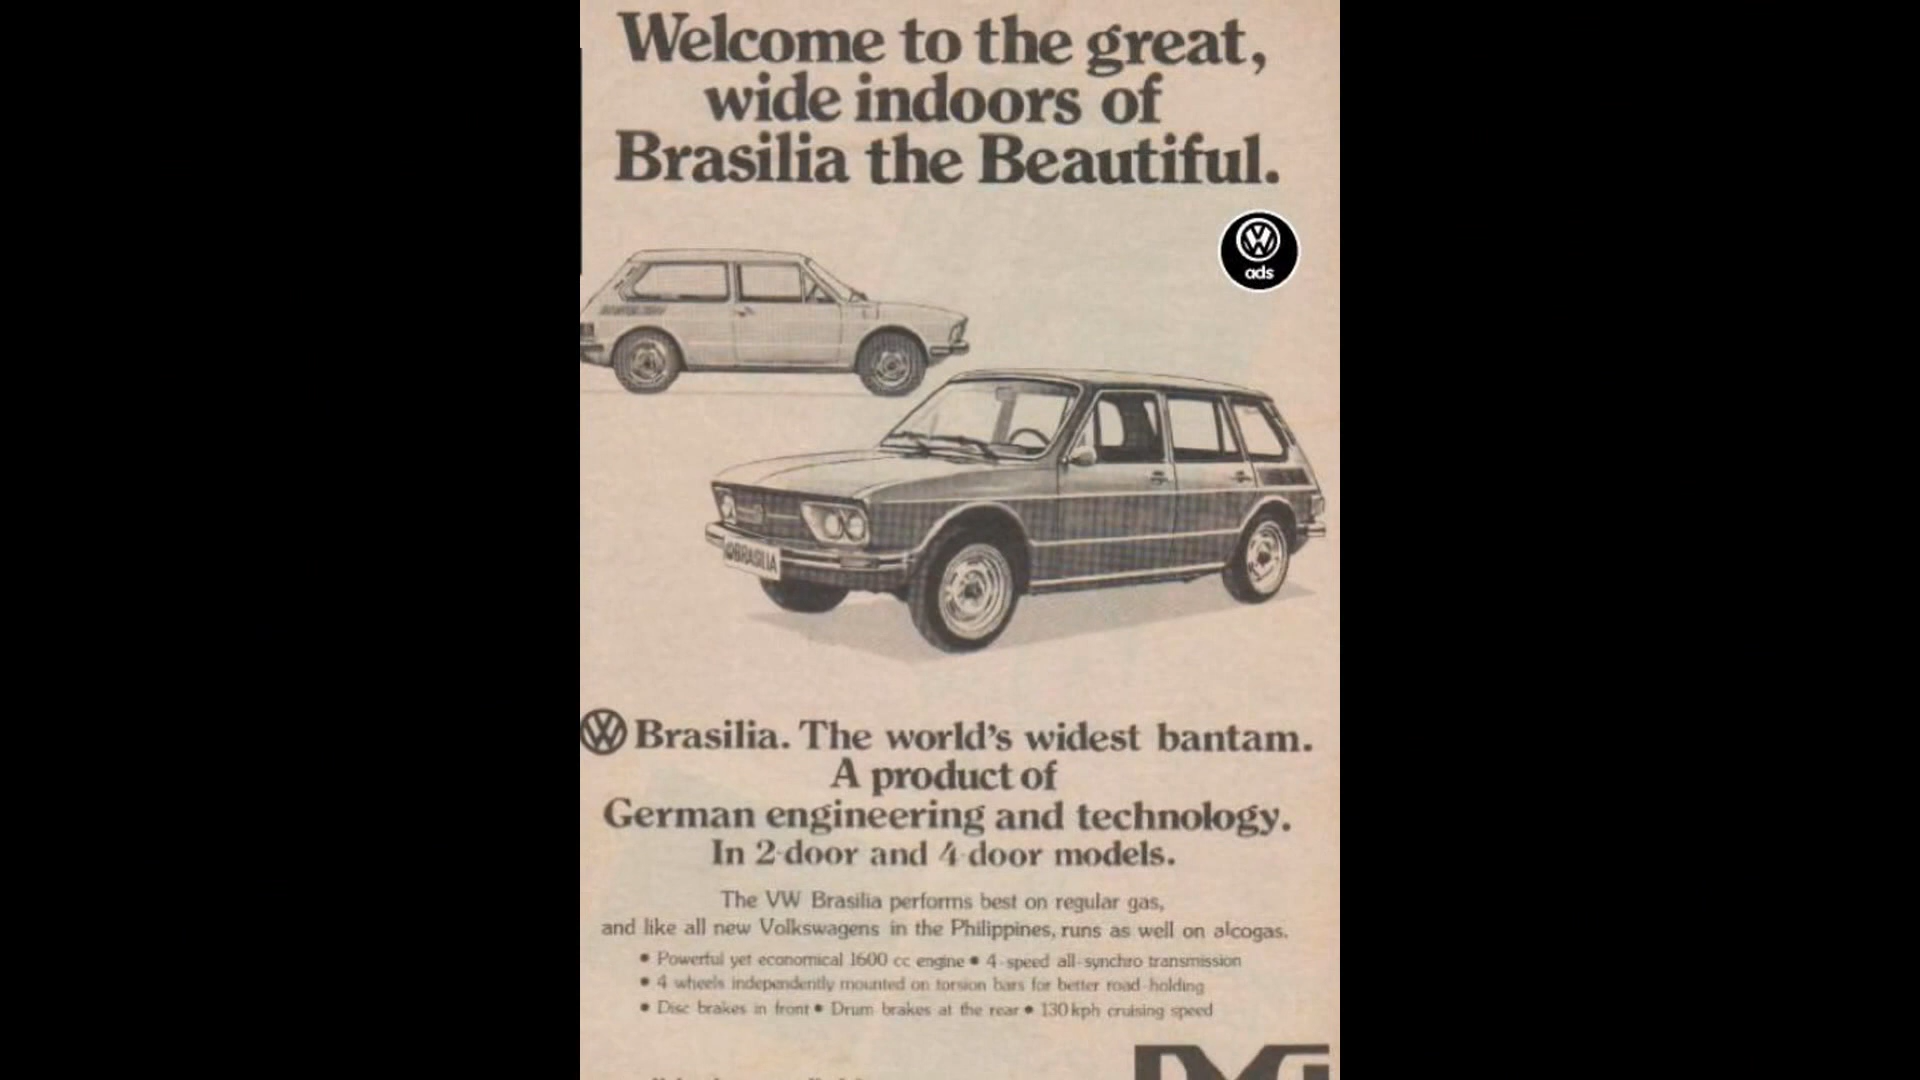 Welcome to the great,
wide indoors of
Brasilia the Beautiful.
ads
BRASILIA
Brasilia. The world's widest bantam.
A product of
German engineering and technology.
In 2-door and 4-door models.
The VW Brasilia performs best on regular gas,
and like all new Volkswagens in the Philippines, runs as well on alcogas.
• Powerful yet economical 1600 cc engine • 4-speed all-synchro transmission
• 4 wheels independently mounted on torsion bars for better road-holding
• Disc brakes in front • Drum brakes at the rear • 130 kph cruising speed